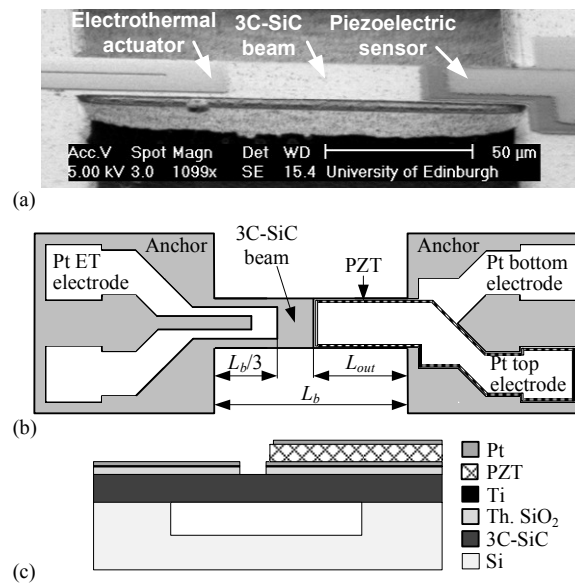 Electrothermal actuator
3C-SiC beam
Piezoelectric sensor
Acc.V Spot Magn Det WD 50 µm
5.00 kV 3.0 1099x SE 15.4 University of Edinburgh
(a)
Pt ET electrode
Anchor
3C-SiC beam
PZT
Anchor
Pt bottom electrode
Lb/3
Lout
Pt top electrode
Lb
(b)
Pt
PZT
Ti
Th. SiO2
3C-SiC
Si
(c)